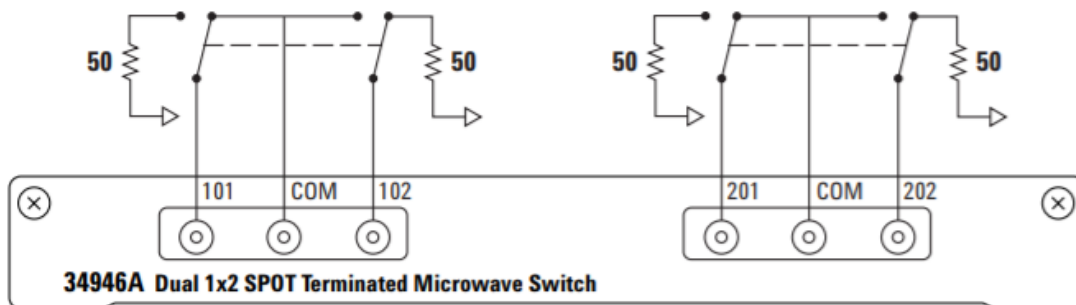 50 50 50 50
101 COM 102 201 COM 202
34946A Dual 1x2 SPOT Terminated Microwave Switch